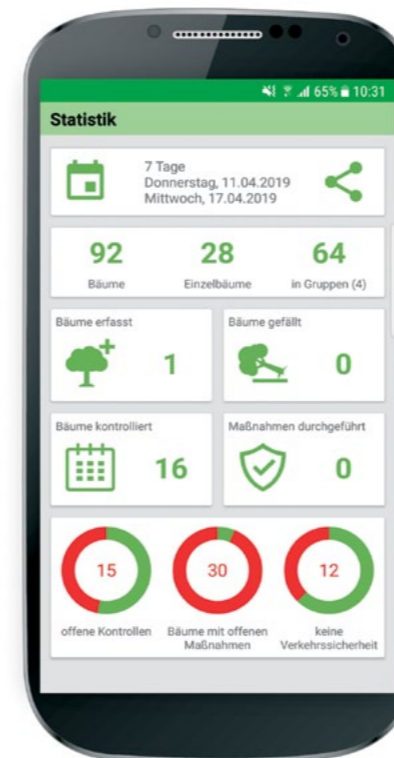 65% 10:31
Statistik
7 Tage
Donnerstag, 11.04.2019
Mittwoch, 17.04.2019
92 28 64
Bäume Einzelbäume in Gruppen (4)
Bäume erfasst Bäume gefällt
1 0
Bäume kontrolliert Maßnahmen durchgeführt
16 0
15 30 12
offene Kontrollen Bäume mit offenen keine
Maßnahmen Verkehrssicherheit